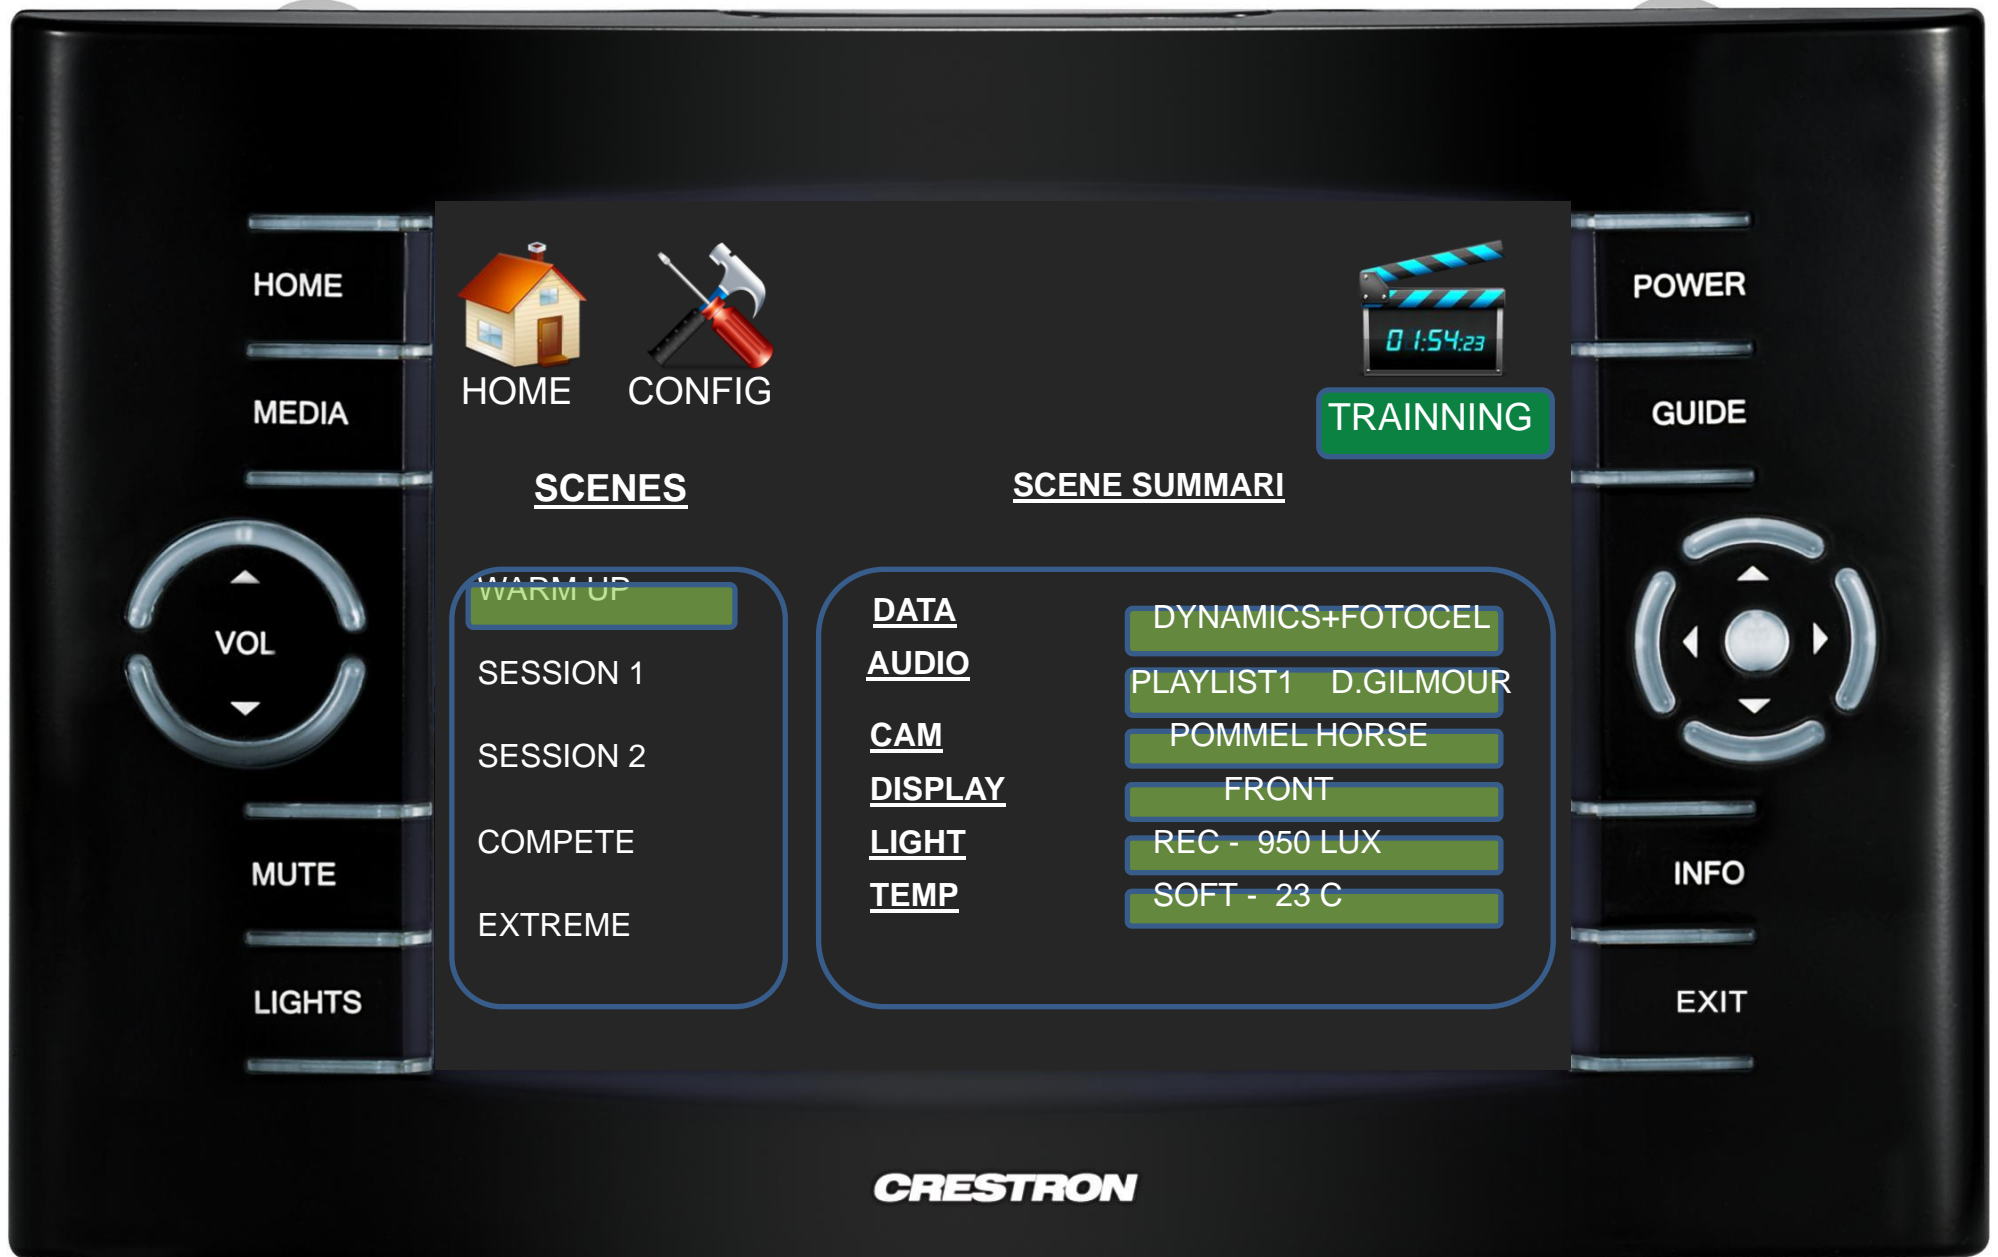 HOME
MEDIA
VOL
MUTE
LIGHTS
HOME CONFIG
01:54:23
TRAINNING
SCENES
WARM UP
SESSION 1
SESSION 2
COMPETE
EXTREME
SCENE SUMMARI
DATA DYNAMICS+FOTOCEL
AUDIO PLAYLIST1 D.GILMOUR
CAM POMMEL HORSE
DISPLAY FRONT
LIGHT REC - 950 LUX
TEMP SOFT - 23 C
POWER
GUIDE
INFO
EXIT
CRESTRON